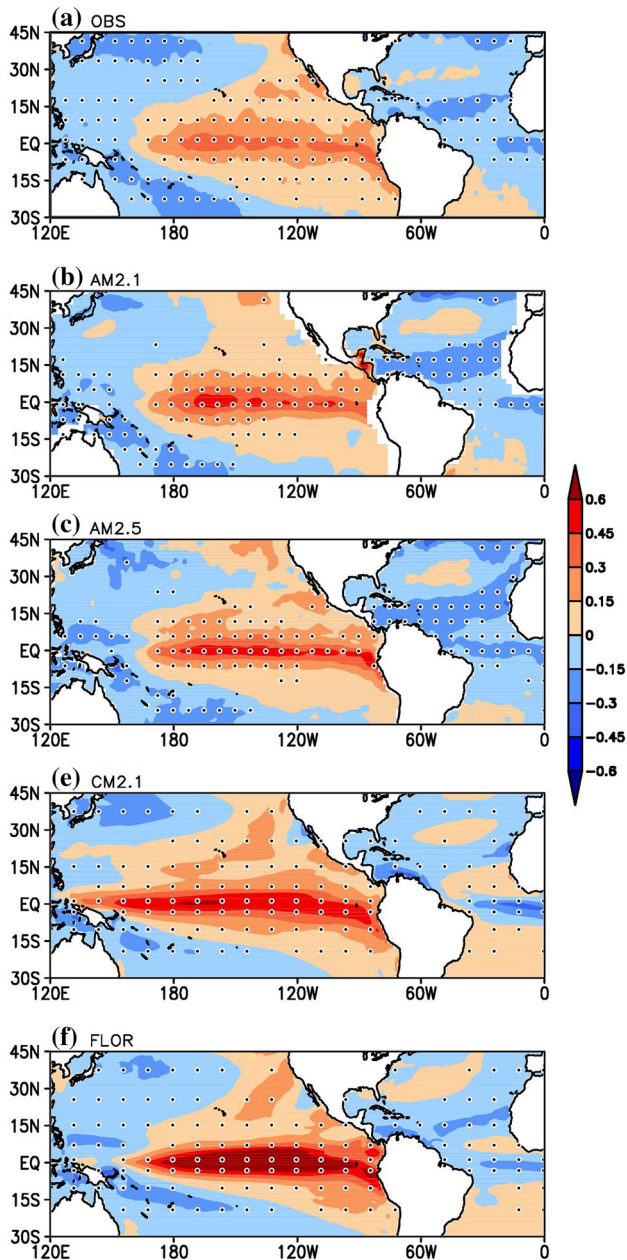 (a) OBS
45N
30N
15N
EQ
15S
30S
120E 180 120W 60W 0
(b) AM2.1
45N
30N
15N
EQ
15S
30S
120E 180 120W 60W 0
(c) AM2.5
45N
30N
15N
EQ
15S
30S
120E 180 120W 60W 0
0.6
0.45
0.3
0.15
0
-0.15
-0.3
-0.45
-0.6
(e) CM2.1
45N
30N
15N
EQ
15S
30S
120E 180 120W 60W 0
(f) FLOR
45N
30N
15N
EQ
15S
30S
120E 180 120W 60W 0